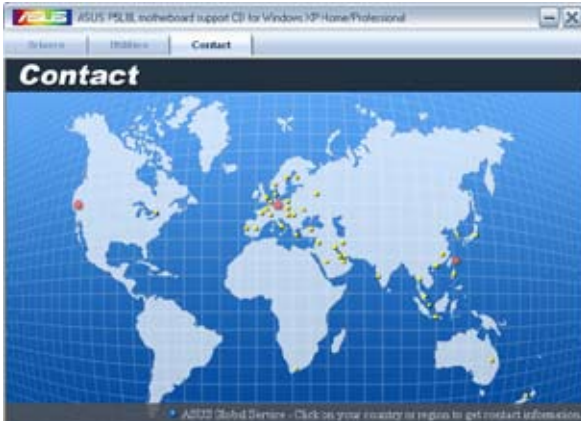 ASUS P5LIIL motherboard support CD for Windows XP Home/Professional
Drivers
Utilities
Contact
Contact
ASUS Global Service - Click on your country or region to get contact information.